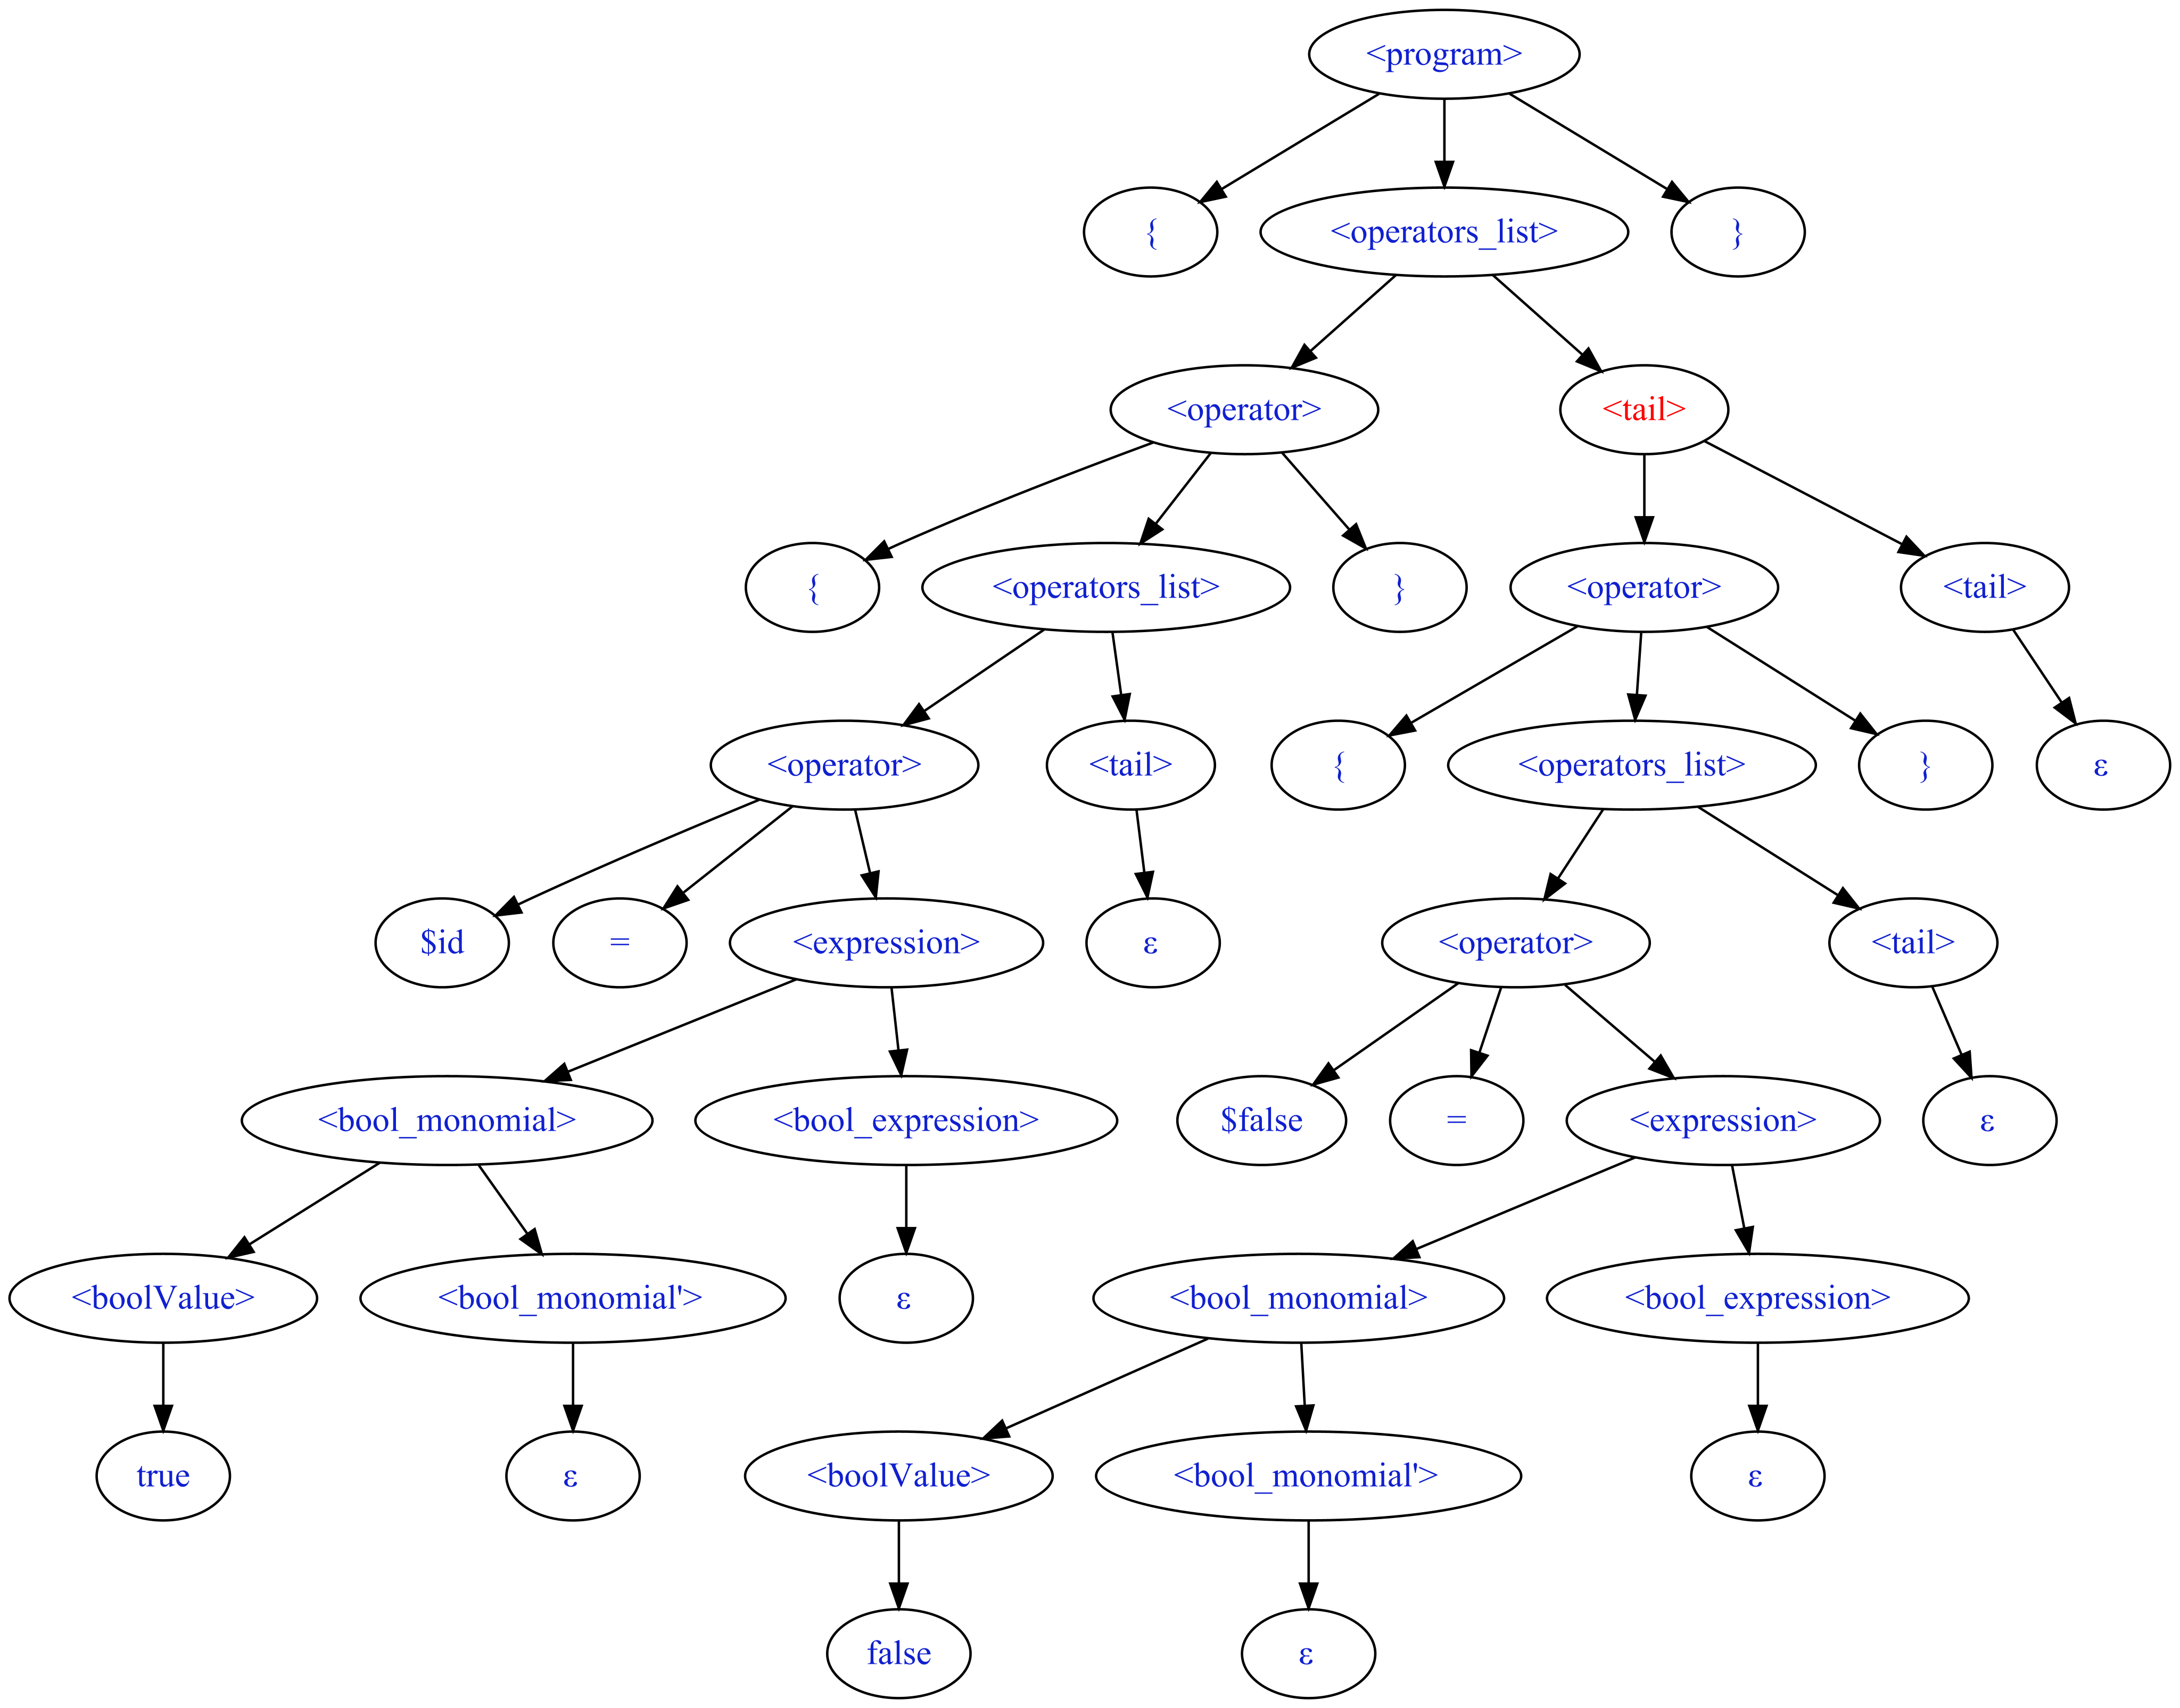 <program>
{
<operators_list>
}
<operator>
<tail>
{
<operators_list>
}
<operator>
<tail>
<operator>
<tail>
{
<operators_list>
}
ε
$id
=
<expression>
ε
<operator>
<tail>
<bool_monomial>
<bool_expression>
$false
=
<expression>
ε
<boolValue>
<bool_monomial'>
ε
<bool_monomial>
<bool_expression>
true
ε
<boolValue>
<bool_monomial'>
ε
false
ε